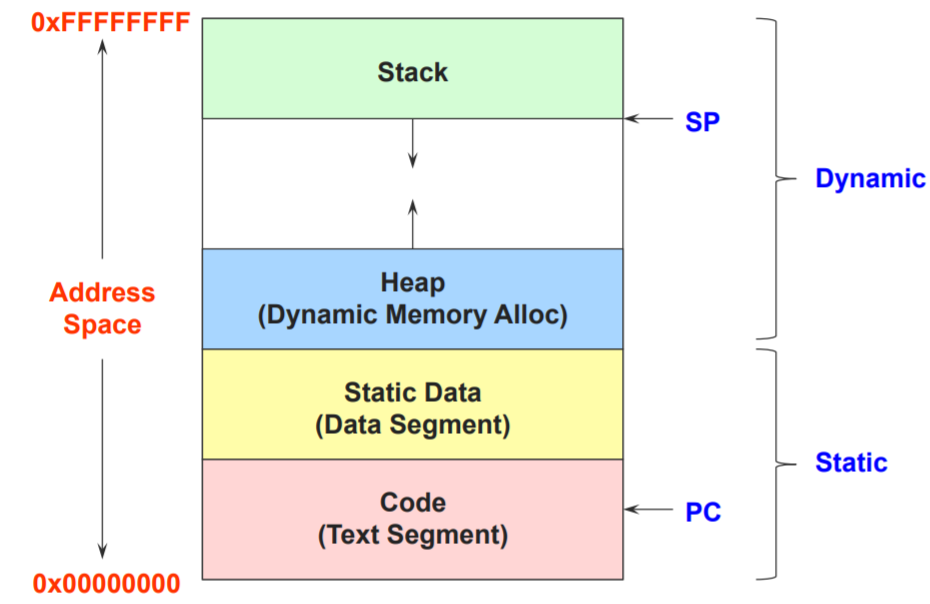 0xFFFFFFFF
Stack
SP
Dynamic
Heap
(Dynamic Memory Alloc)
Address
Space
Static Data
(Data Segment)
Static
Code
(Text Segment)
PC
0x00000000